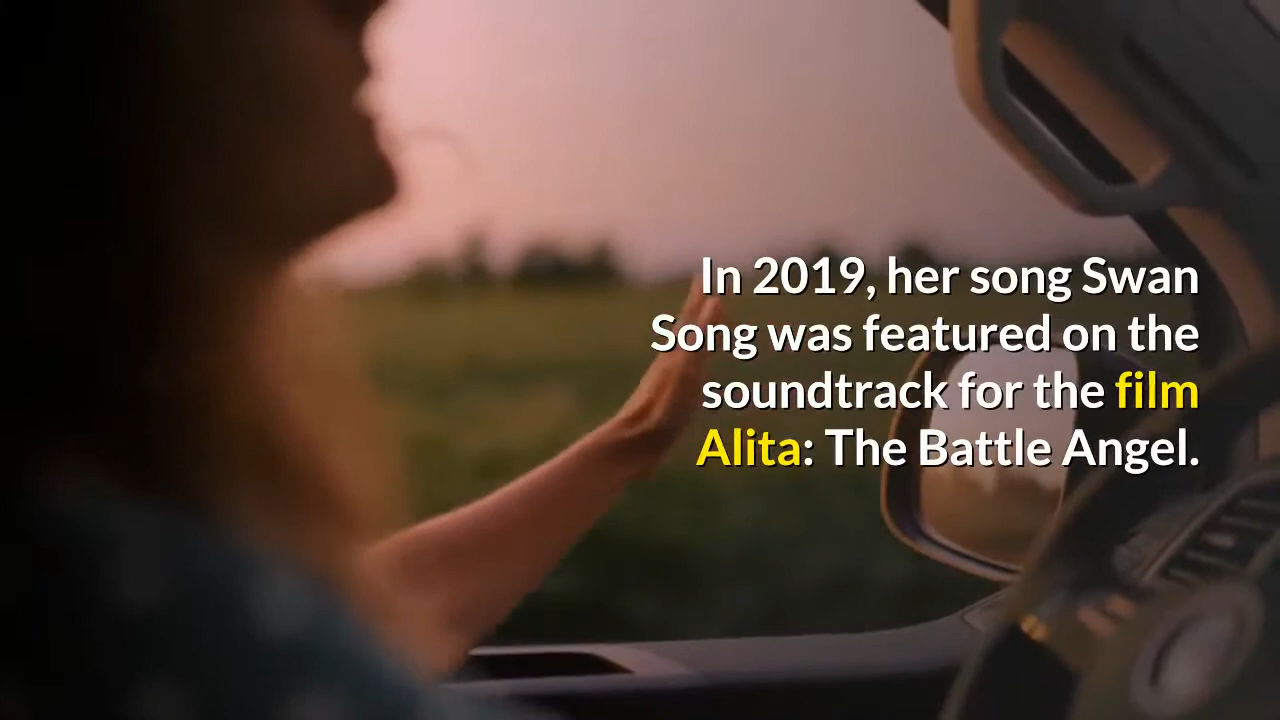 In 2019, her song Swan
Song was featured on the
soundtrack for the film
Alita: The Battle Angel.